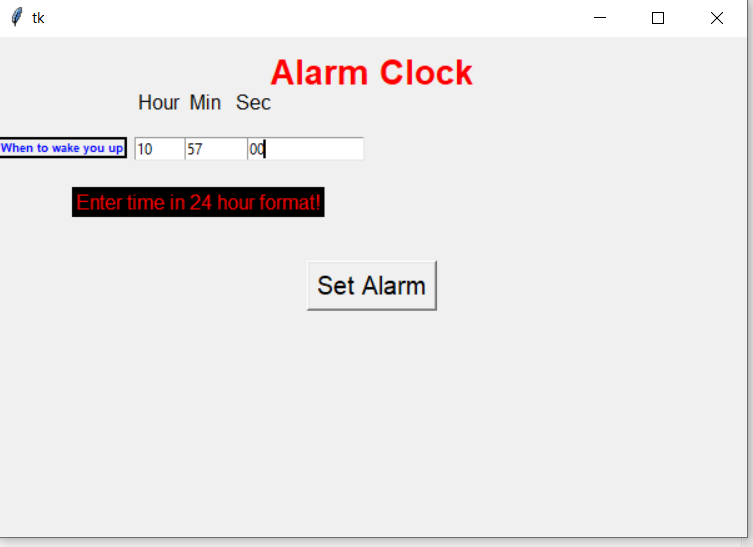 tk
Alarm Clock
Hour Min Sec
When to wake you up 10 57 00
Enter time in 24 hour format!
Set Alarm